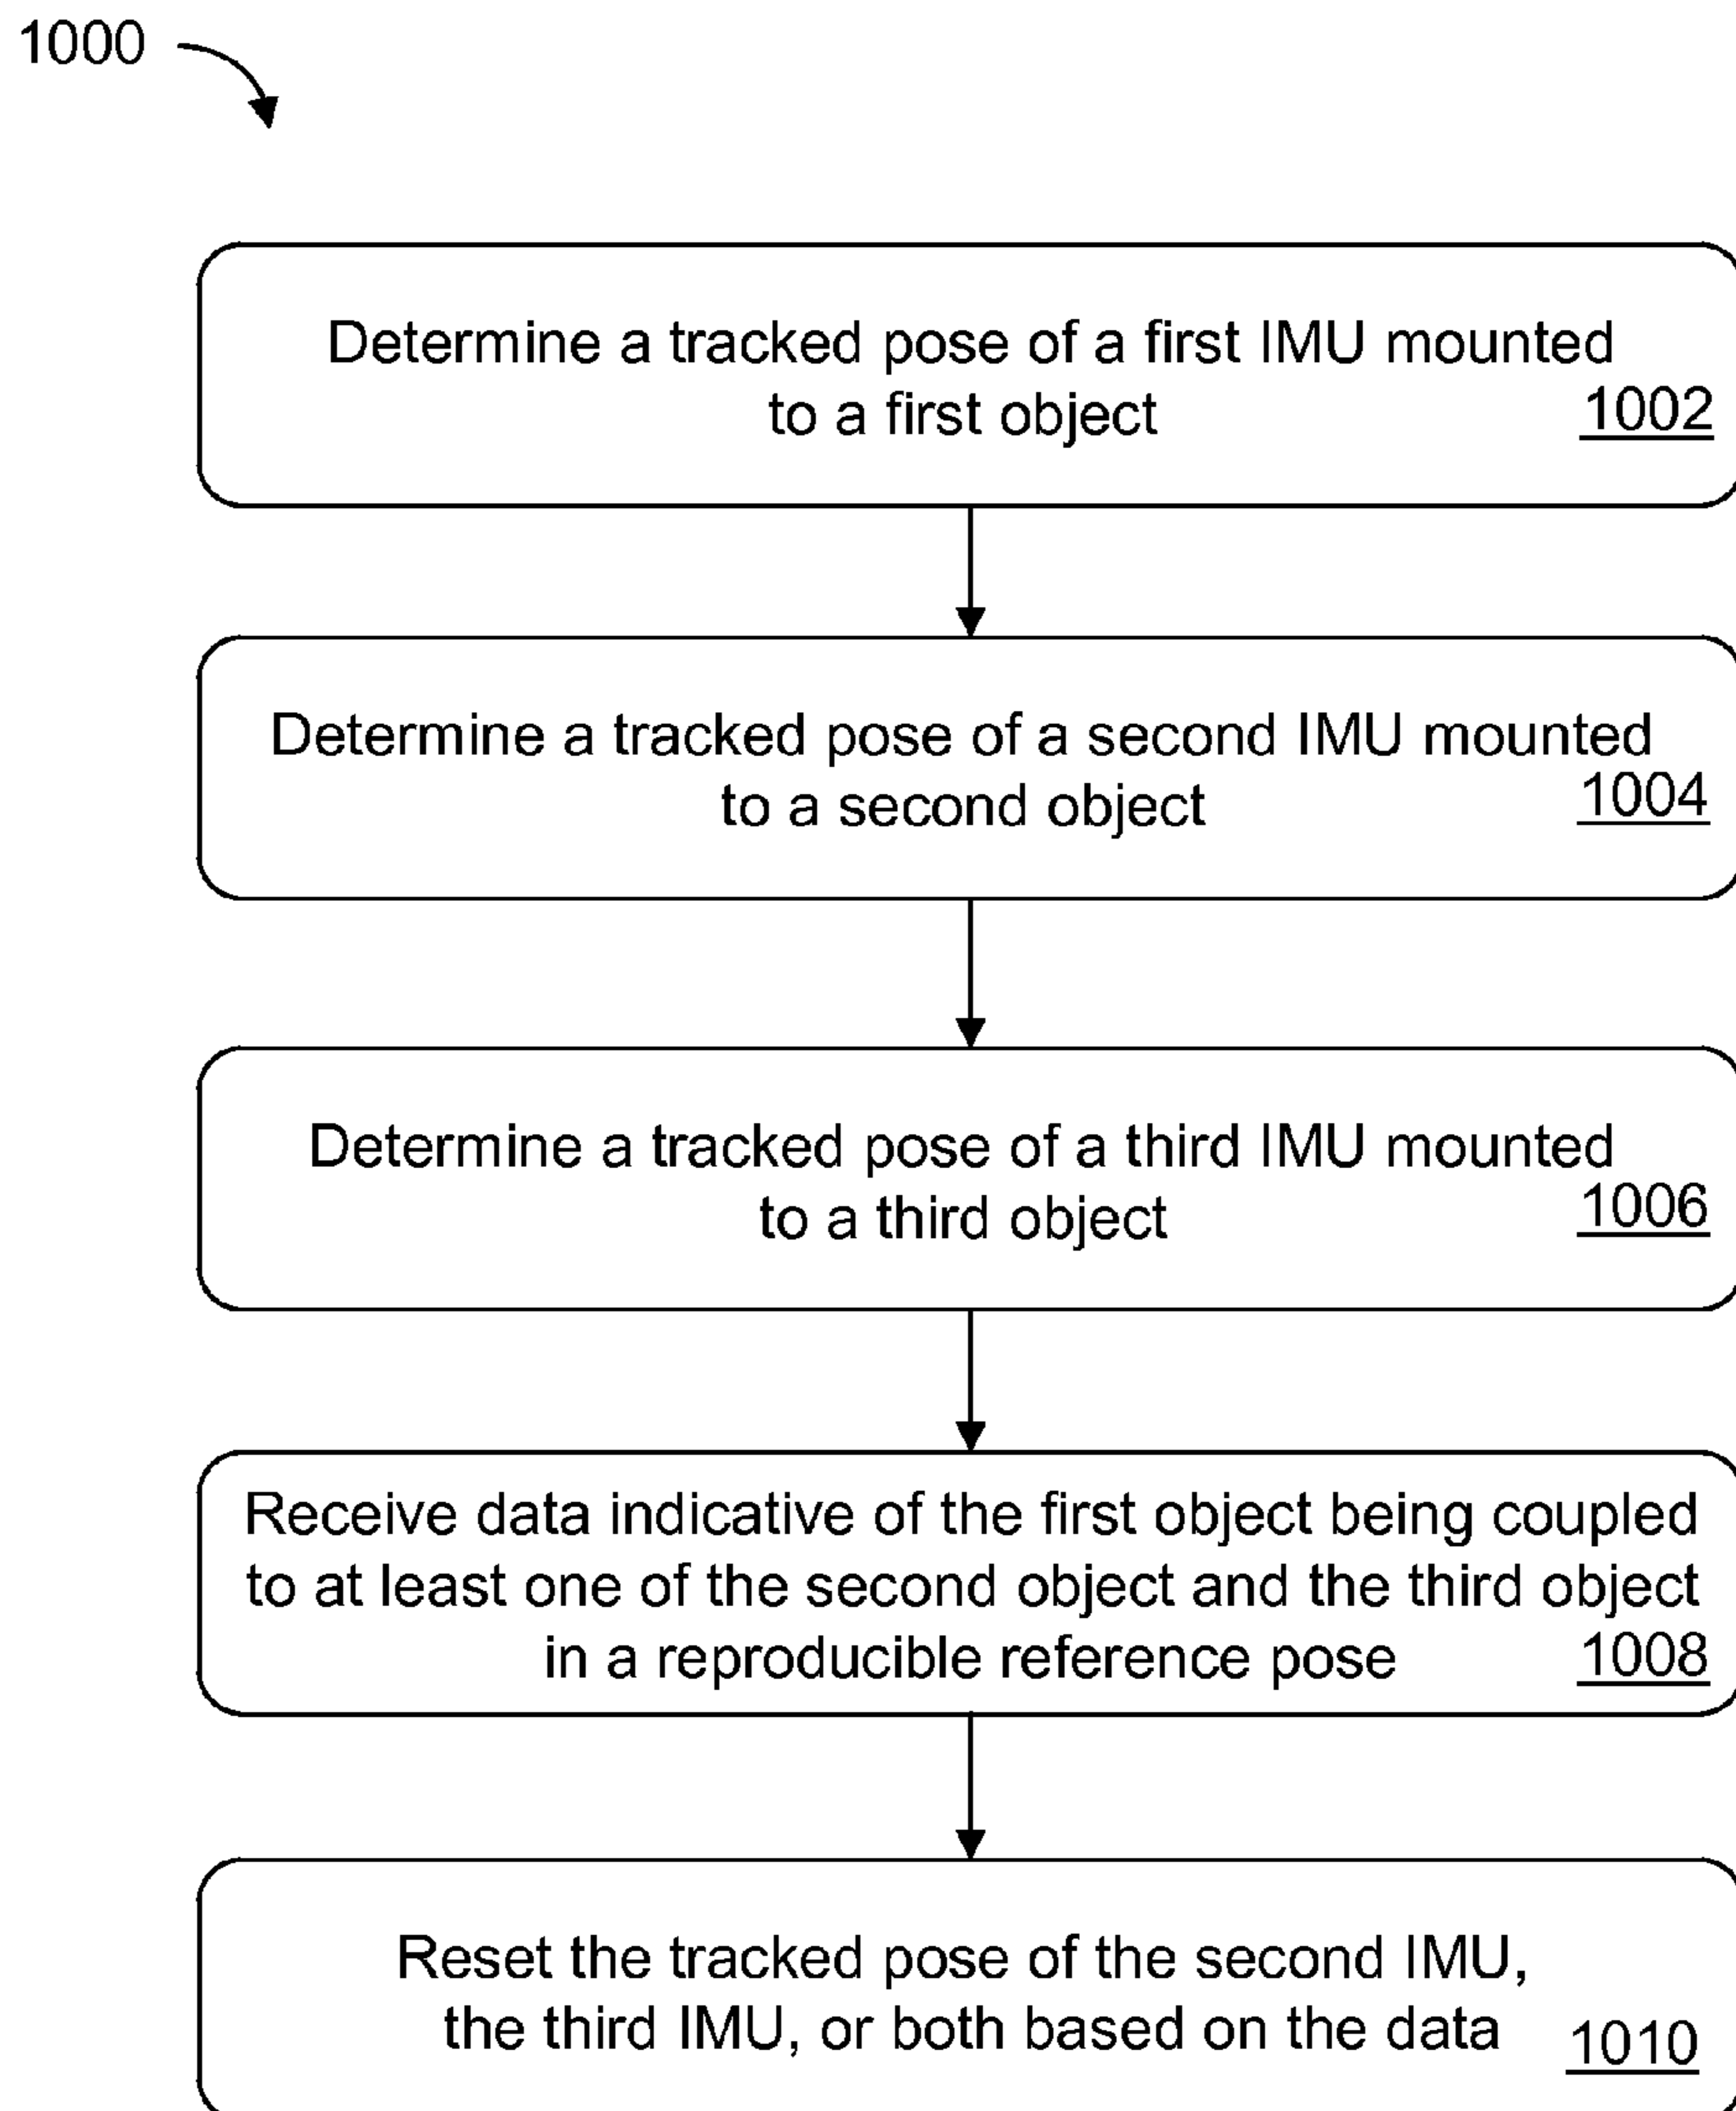 1000
Determine a tracked pose of a first IMU mounted
to a first object
1002
Determine a tracked pose of a second IMU mounted
to a second object
1004
Determine a tracked pose of a third IMU mounted
to a third object
1006
Receive data indicative of the first object being coupled
to at least one of the second object and the third object
in a reproducible reference pose
1008
Reset the tracked pose of the second IMU,
the third IMU, or both based on the data
1010